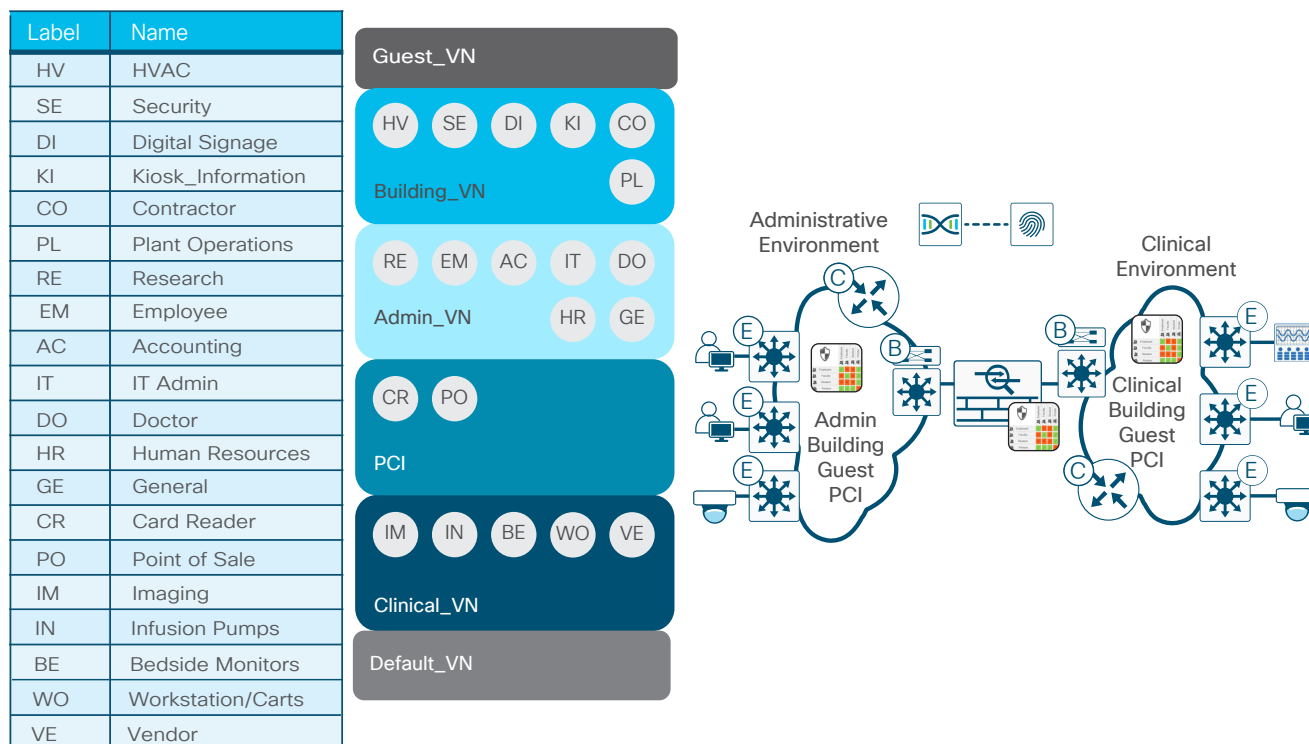 Label Name
HV HVAC
SE Security
DI Digital Signage
KI Kiosk_Information
CO Contractor
PL Plant Operations
RE Research
EM Employee
AC Accounting
IT IT Admin
DO Doctor
HR Human Resources
GE General
CR Card Reader
PO Point of Sale
IM Imaging
IN Infusion Pumps
BE Bedside Monitors
WO Workstation/Carts
VE Vendor
Guest_VN
HV SE DI KI CO
PL
Building_VN
RE EM AC IT DO
HR GE
Admin_VN
CR PO
PCI
IM IN BE WO VE
Clinical_VN
Default_VN
Administrative
Environment
C
E
E
E
B
Admin
Building
Guest
PCI
Clinical
Environment
B
E
E
E
C
Clinical
Building
Guest
PCI